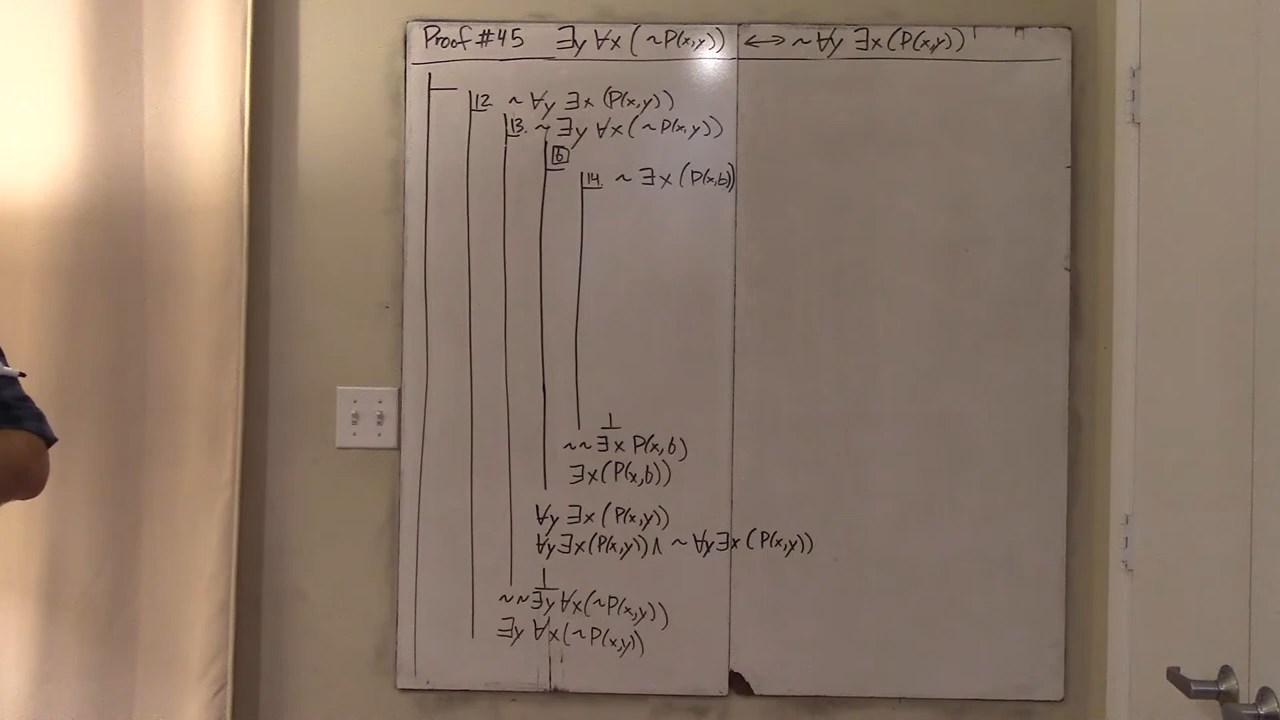 Proof #45 ∃y ∀x (~P(x,y)) ↔ ~∀y ∃x(P(x,y))
12. ~∀y ∃x (P(x,y))
13. ~∃y ∀x (~P(x,y))
b
14. ~∃x (P(x,b))
⊥
~~∃x P(x,b)
∃x(P(x,b))
∀y ∃x (P(x,y))
∀y∃x(P(x,y)) ∧ ~∀y∃x (P(x,y))
⊥
~~∃y ∀x(~P(x,y))
∃y ∀x(~P(x,y))